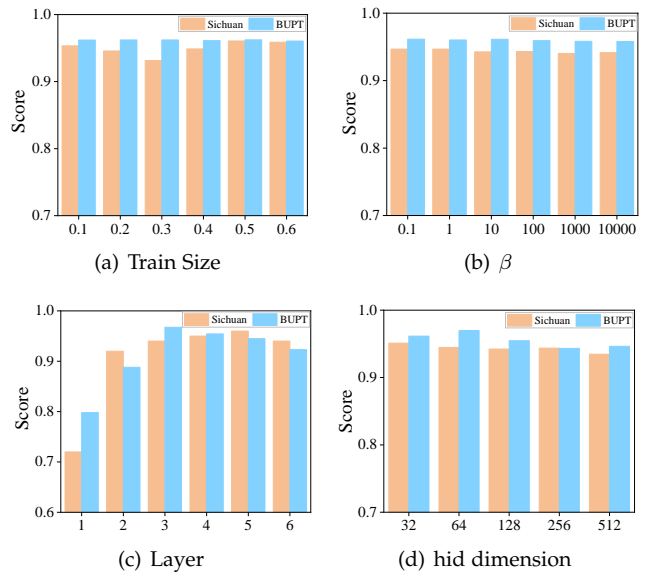 Sichuan BUPT
1.0
0.9
0.8
0.7
Score
0.1 0.2 0.3 0.4 0.5 0.6
(a) Train Size
Sichuan BUPT
1.0
0.9
0.8
0.7
Score
0.1 1 10 100 1000 10000
(b) β
Sichuan BUPT
1.0
0.9
0.8
0.7
0.6
Score
1 2 3 4 5 6
(c) Layer
Sichuan BUPT
1.0
0.9
0.8
0.7
Score
32 64 128 256 512
(d) hid dimension